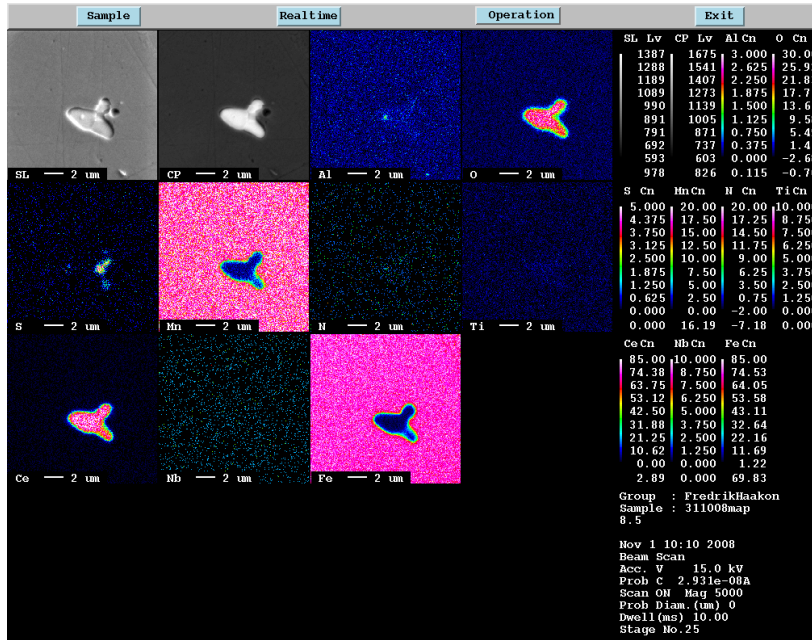 Sample Realtime Operation Exit
SL Lv CP Lv Al Cn O Cn
1387 1675 3.000 30.00
1288 1541 2.625 25.9
1189 1407 2.250 21.8
1089 1273 1.875 17.7
990 1139 1.500 13.6
891 1005 1.125 9.5
791 871 0.750 5.4
692 737 0.375 1.4
593 603 0.000 -2.6
978 826 0.115 -0.7
SL 2 um CP 2 um Al 2 um O 2 um
S Cn Mn Cn N Cn Ti Cn
5.000 20.00 20.00 10.000
4.375 17.50 17.25 8.75
3.750 15.00 14.50 7.50
3.125 12.50 11.75 6.25
2.500 10.00 9.00 5.00
1.875 7.50 6.25 3.75
1.250 5.00 3.50 2.50
0.625 2.50 0.75 1.25
0.000 0.00 -2.00 0.00
0.000 16.19 -7.18 0.00
S 2 um Mn 2 um N 2 um Ti 2 um
Ce Cn Nb Cn Fe Cn
85.00 10.000 85.00
74.38 8.750 74.53
63.75 7.500 64.05
53.12 6.250 53.58
42.50 5.000 43.11
31.88 3.750 32.64
21.25 2.500 22.16
10.62 1.250 11.69
0.00 0.000 1.22
2.89 0.000 69.83
Ce 2 um Nb 2 um Fe 2 um
Group : FredrikHaakon
Sample : 311008map
8.5
Nov 1 10:10 2008
Beam Scan
Acc. V 15.0 kV
Prob C 2.931e-08A
Scan ON Mag 5000
Prob Diam.(um) 0
Dwell(ms) 10.00
Stage No.25